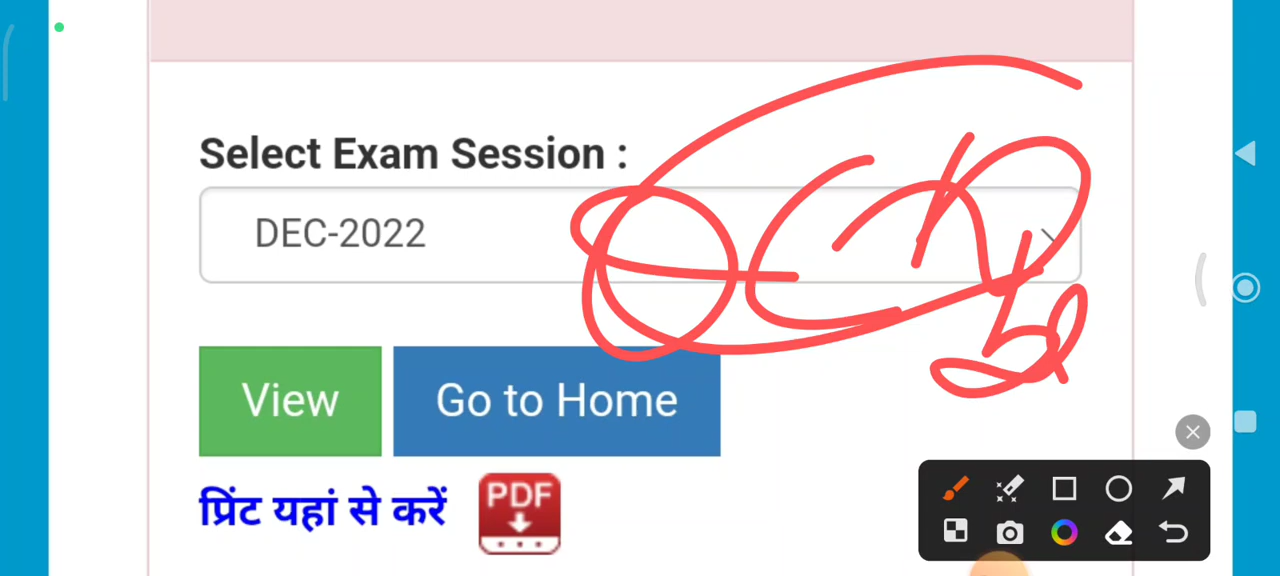 Select Exam Session :
DEC-2022
View
Go to Home
प्रिंट यहां से करें
PDF